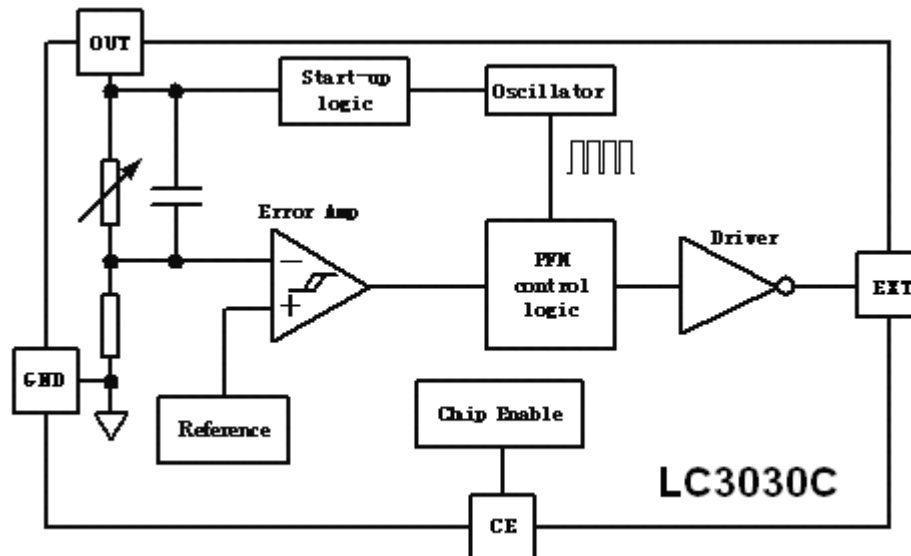 OUT
Start-up
logic
Oscillator
Error Amp
−
+
PFM
control
logic
Driver
EXT
GND
Reference
Chip Enable
CE
LC3030C